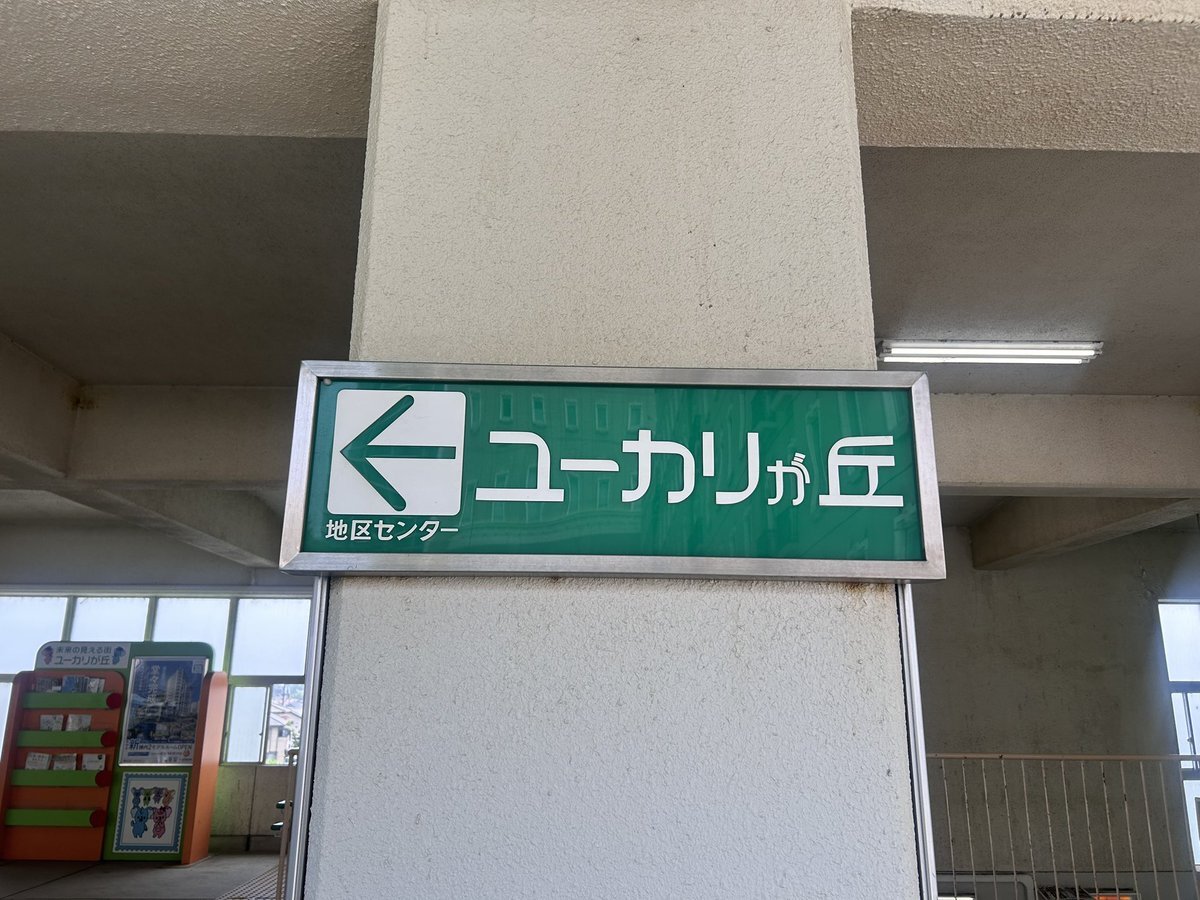 ユーカリが丘
地区センター
未来の見える街
ユーカリが丘